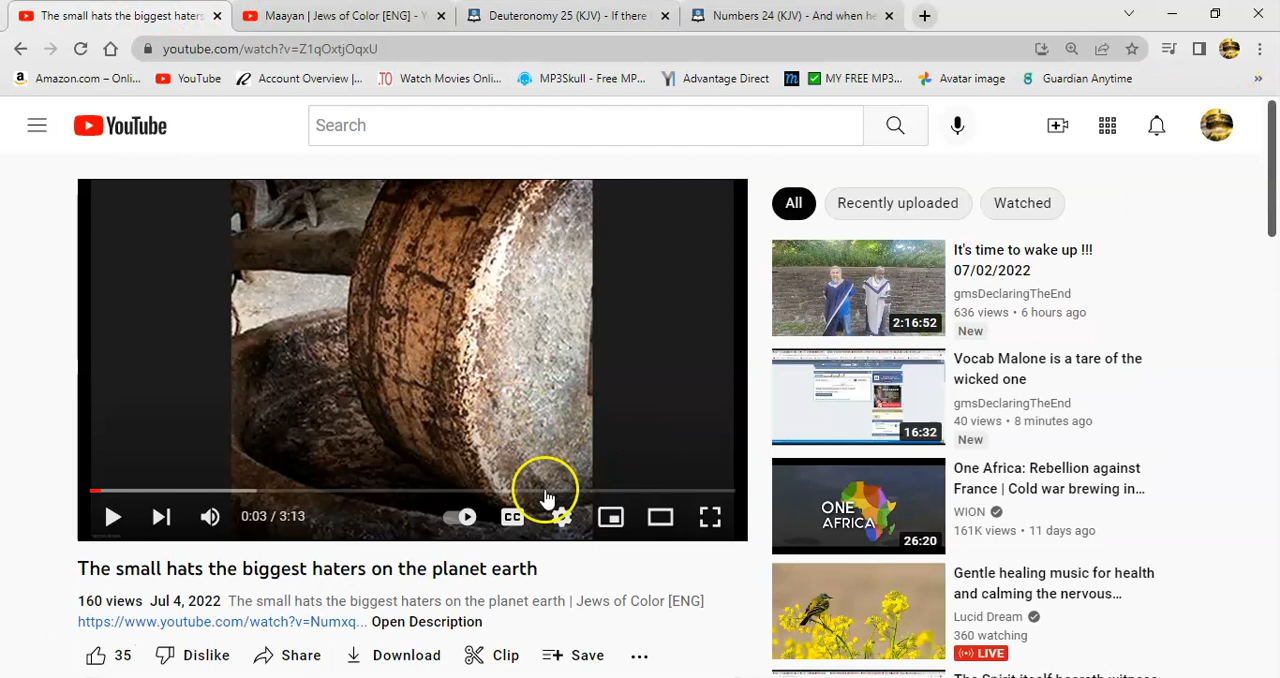 The small hats the biggest haters
Maayan | Jews of Color [ENG] - Y
Deuteronomy 25 (KJV) - If there
Numbers 24 (KJV) - And when he
youtube.com/watch?v=Z1qOxtjOqxU
Amazon.com – Onli...
YouTube
Account Overview |...
.TO Watch Movies Onlin...
MP3Skull - Free MP...
Advantage Direct
MY FREE MP3...
Avatar image
Guardian Anytime
YouTube
Search
All
Recently uploaded
Watched
It's time to wake up !!!
07/02/2022
gmsDeclaringTheEnd
636 views • 6 hours ago
New
2:16:52
Vocab Malone is a tare of the
wicked one
gmsDeclaringTheEnd
40 views • 8 minutes ago
New
16:32
One Africa: Rebellion against
France | Cold war brewing in...
WION
161K views • 11 days ago
ONE
AFRICA
26:20
Gentle healing music for health
and calming the nervous...
Lucid Dream
360 watching
LIVE
0:03 / 3:13
CC
The small hats the biggest haters on the planet earth
160 views Jul 4, 2022 The small hats the biggest haters on the planet earth | Jews of Color [ENG]
https://www.youtube.com/watch?v=Numxq... Open Description
35 Dislike Share Download Clip Save